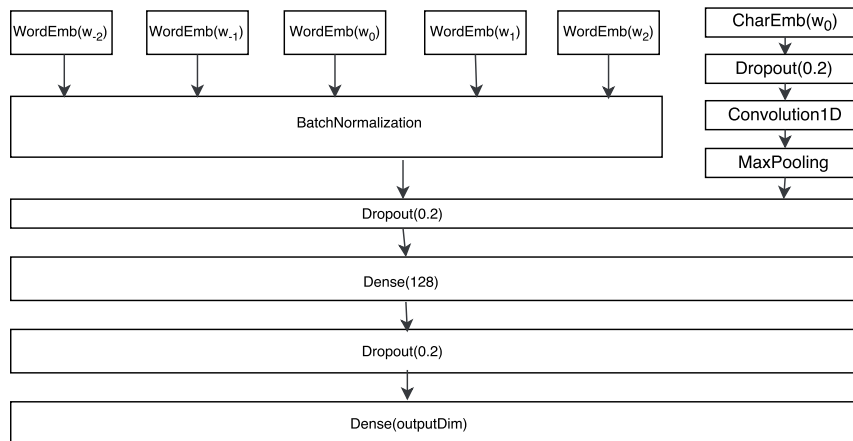 WordEmb(w-2)
WordEmb(w-1)
WordEmb(w0)
WordEmb(w1)
WordEmb(w2)
CharEmb(w0)
Dropout(0.2)
Convolution1D
MaxPooling
BatchNormalization
Dropout(0.2)
Dense(128)
Dropout(0.2)
Dense(outputDim)